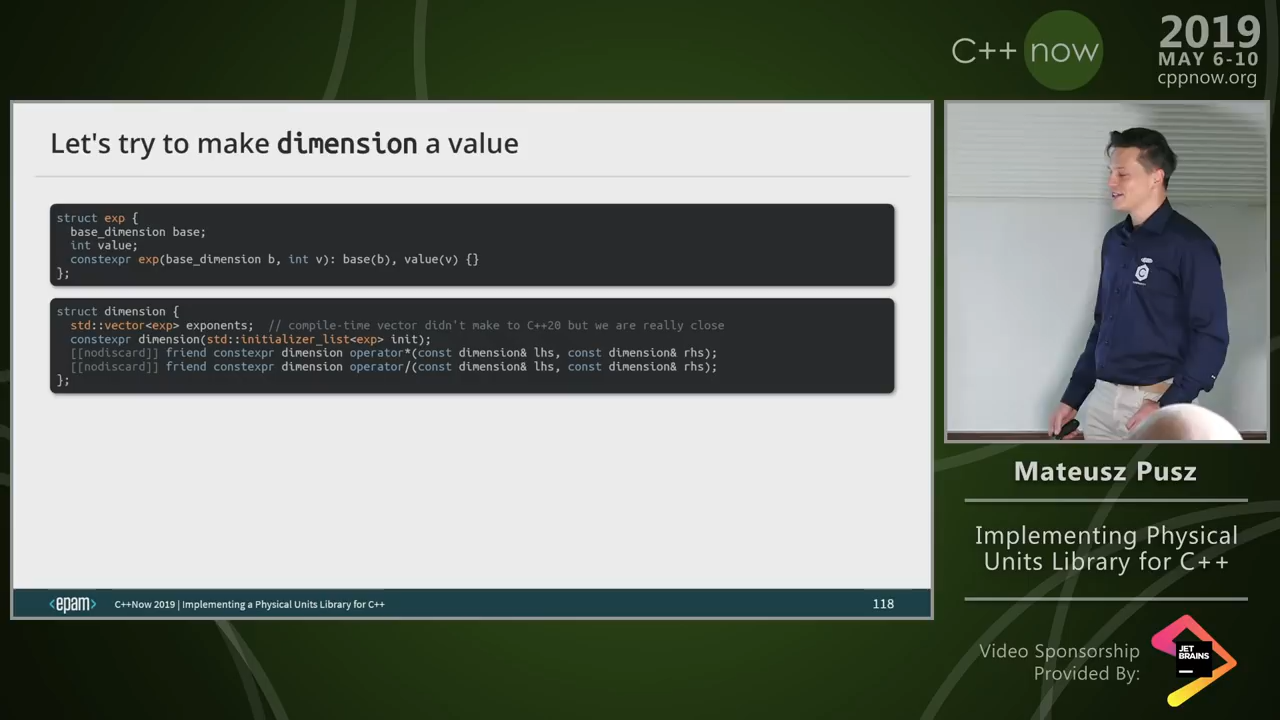 C++ now
2019
MAY 6-10
cppnow.org
Let's try to make dimension a value
struct exp {
  base_dimension base;
  int value;
  constexpr exp(base_dimension b, int v): base(b), value(v) {}
};
struct dimension {
  std::vector<exp> exponents;  // compile-time vector didn't make to C++20 but we are really close
  constexpr dimension(std::initializer_list<exp> init);
  [[nodiscard]] friend constexpr dimension operator*(const dimension& lhs, const dimension& rhs);
  [[nodiscard]] friend constexpr dimension operator/(const dimension& lhs, const dimension& rhs);
};
<epam>
C++Now 2019 | Implementing a Physical Units Library for C++
118
Mateusz Pusz
Implementing Physical
Units Library for C++
Video Sponsorship
Provided By:
JET
BRAINS